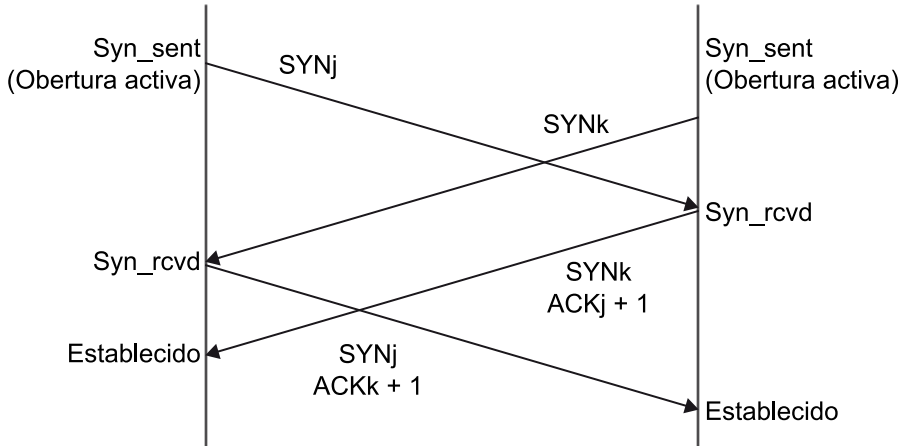 Syn_sent
(Obertura activa)
SYNj
Syn_sent
(Obertura activa)
SYNk
Syn_rcvd
Syn_rcvd
SYNk
ACKj + 1
Establecido
SYNj
ACKk + 1
Establecido